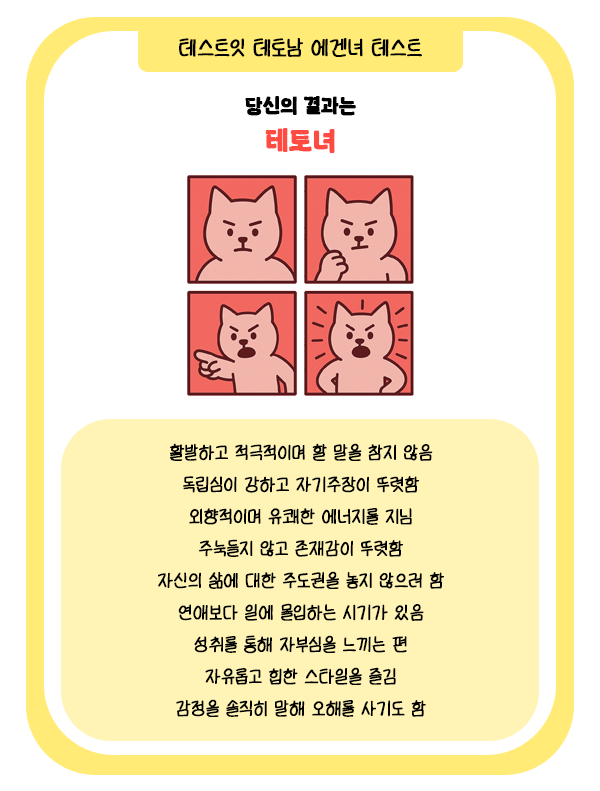 테스트잇 테토남 에겐녀 테스트
당신의 결과는
테토녀
활발하고 적극적이며 할 말을 참지 않음
독립심이 강하고 자기주장이 뚜렷함
외향적이며 유쾌한 에너지를 지님
주눅들지 않고 존재감이 뚜렷함
자신의 삶에 대한 주도권을 놓지 않으려 함
연애보다 일에 몰입하는 시기가 있음
성취를 통해 자부심을 느끼는 편
자유롭고 힙한 스타일을 즐김
감정을 솔직히 말해 오해를 사기도 함